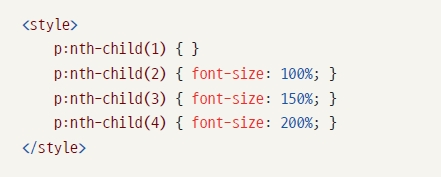 <style>
p:nth-child(1) { }
p:nth-child(2) { font-size: 100%; }
p:nth-child(3) { font-size: 150%; }
p:nth-child(4) { font-size: 200%; }
</style>